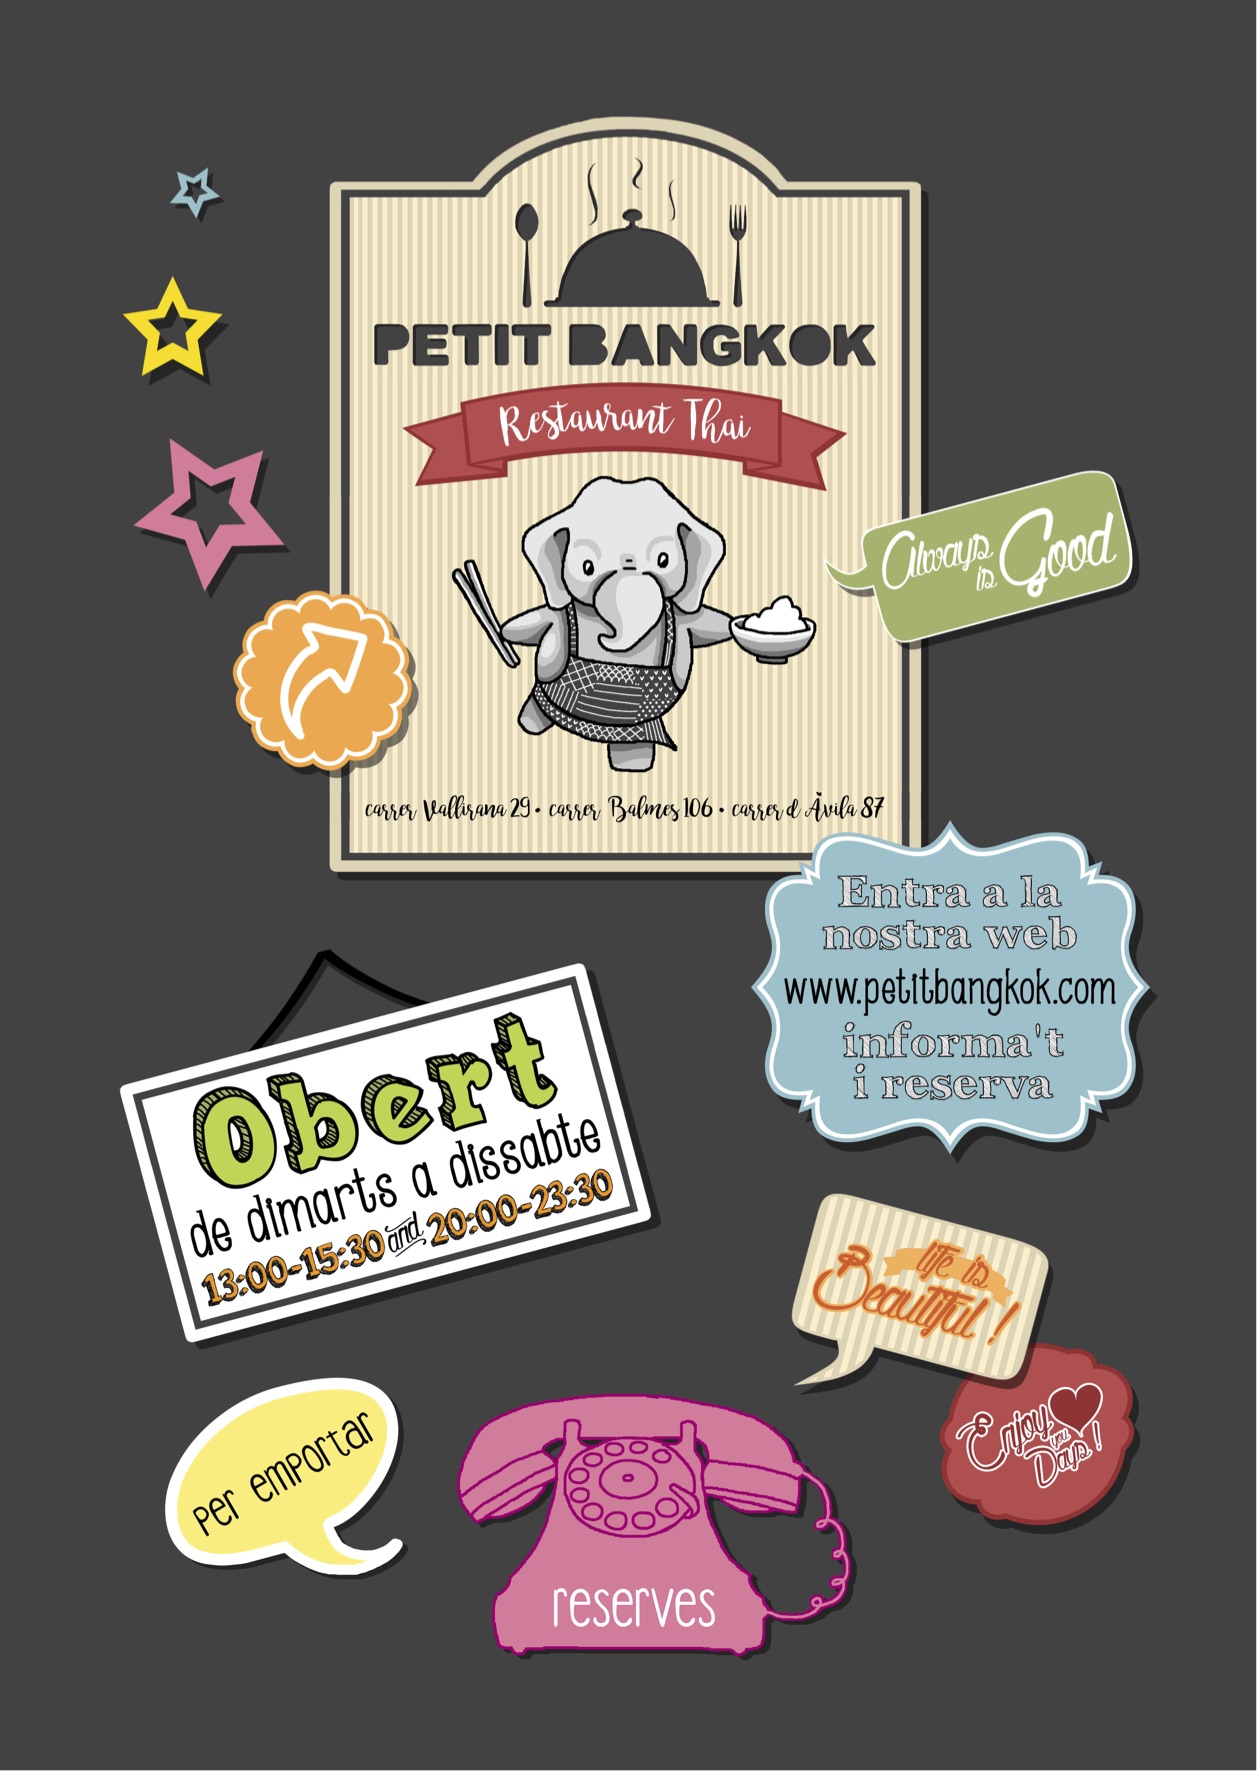 PETIT BANGKOK
Restaurant Thai
Always is Good
carrer Vallirana 29 • carrer Balmes 106 • carrer d Àvila 87
Entra a la
nostra web
www.petitbangkok.com
informa't
i reserva
Obert
de dimarts a dissabte
13:00-15:30 and 20:00-23:30
life is
Beautiful !
Enjoy
you
Days !
per emportar
reserves